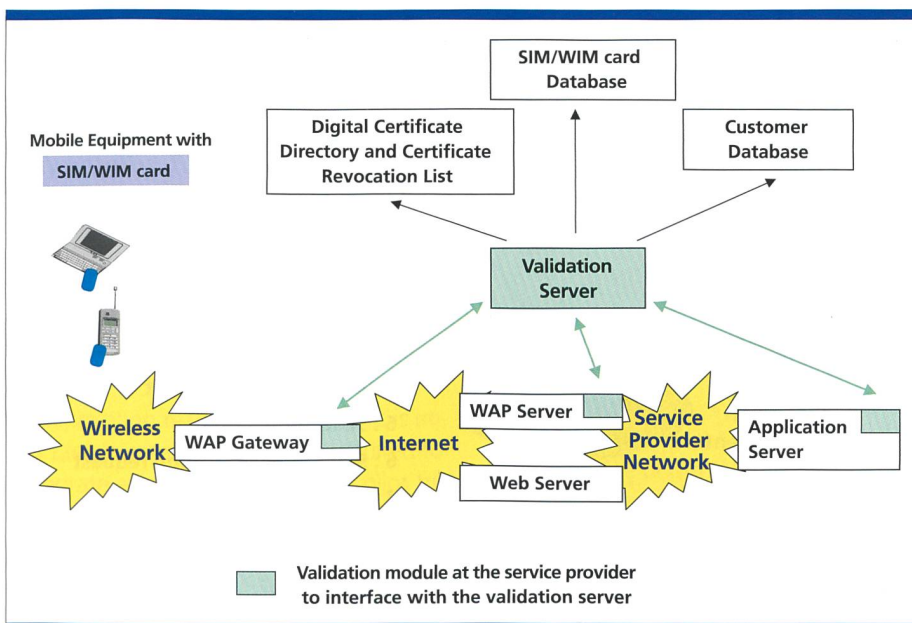 SIM/WIM card
Database
Mobile Equipment with
SIM/WIM card
Digital Certificate
Directory and Certificate
Revocation List
Customer
Database
Validation
Server
Wireless
Network
WAP Gateway
Internet
WAP Server
Web Server
Service
Provider
Network
Application
Server
Validation module at the service provider
to interface with the validation server